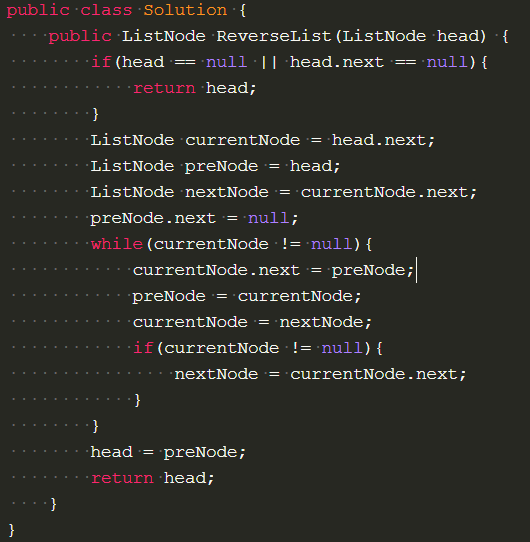 public class Solution {
    public ListNode ReverseList(ListNode head) {
        if(head == null || head.next == null){
            return head;
        }
        ListNode currentNode = head.next;
        ListNode preNode = head;
        ListNode nextNode = currentNode.next;
        preNode.next = null;
        while(currentNode != null){
            currentNode.next = preNode;
            preNode = currentNode;
            currentNode = nextNode;
            if(currentNode != null){
                nextNode = currentNode.next;
            }
        }
        head = preNode;
        return head;
    }
}